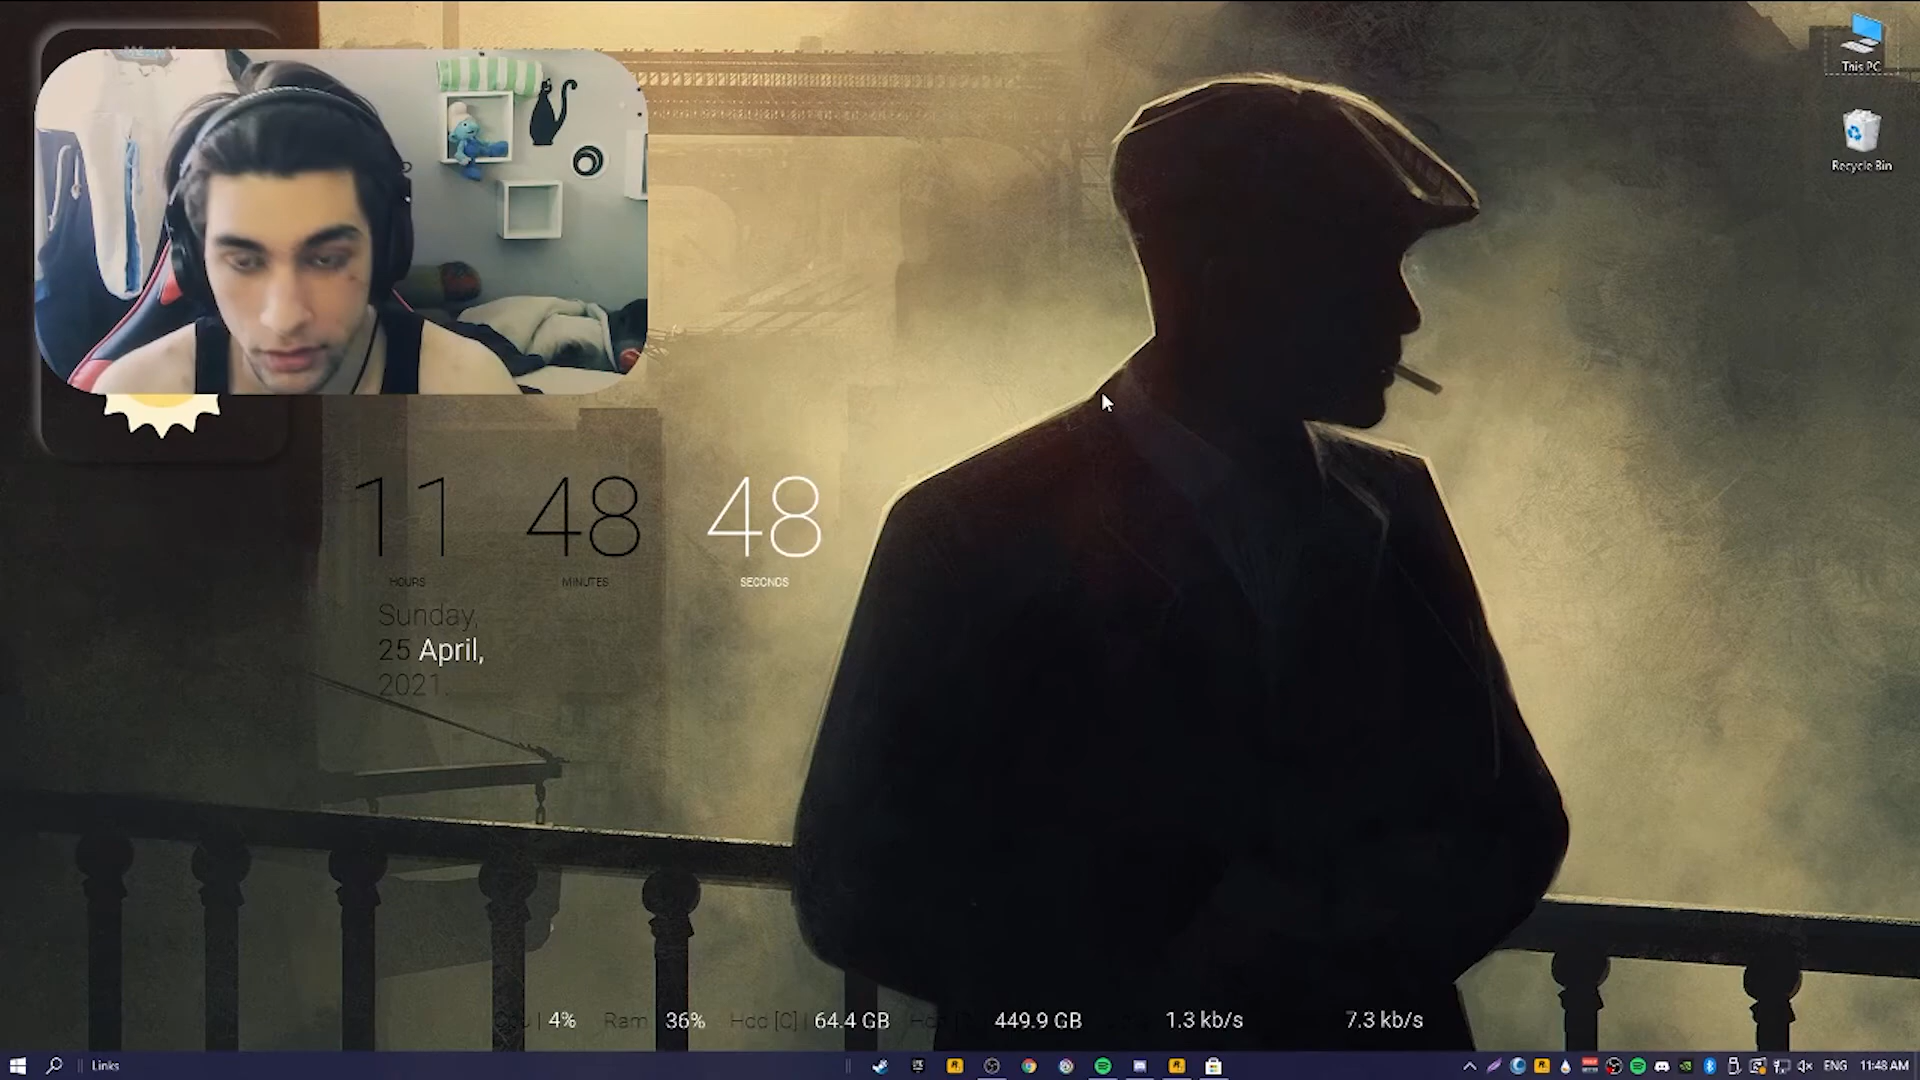 This PC
Recycle Bin
11 48 48
HOURS MINUTES SECONDS
Sunday,
25 April,
2021.
Cpu | 4% Ram 36% Hdd [C] | 64.4 GB 449.9 GB 1.3 kb/s 7.3 kb/s
Links
ENG 11:48 AM